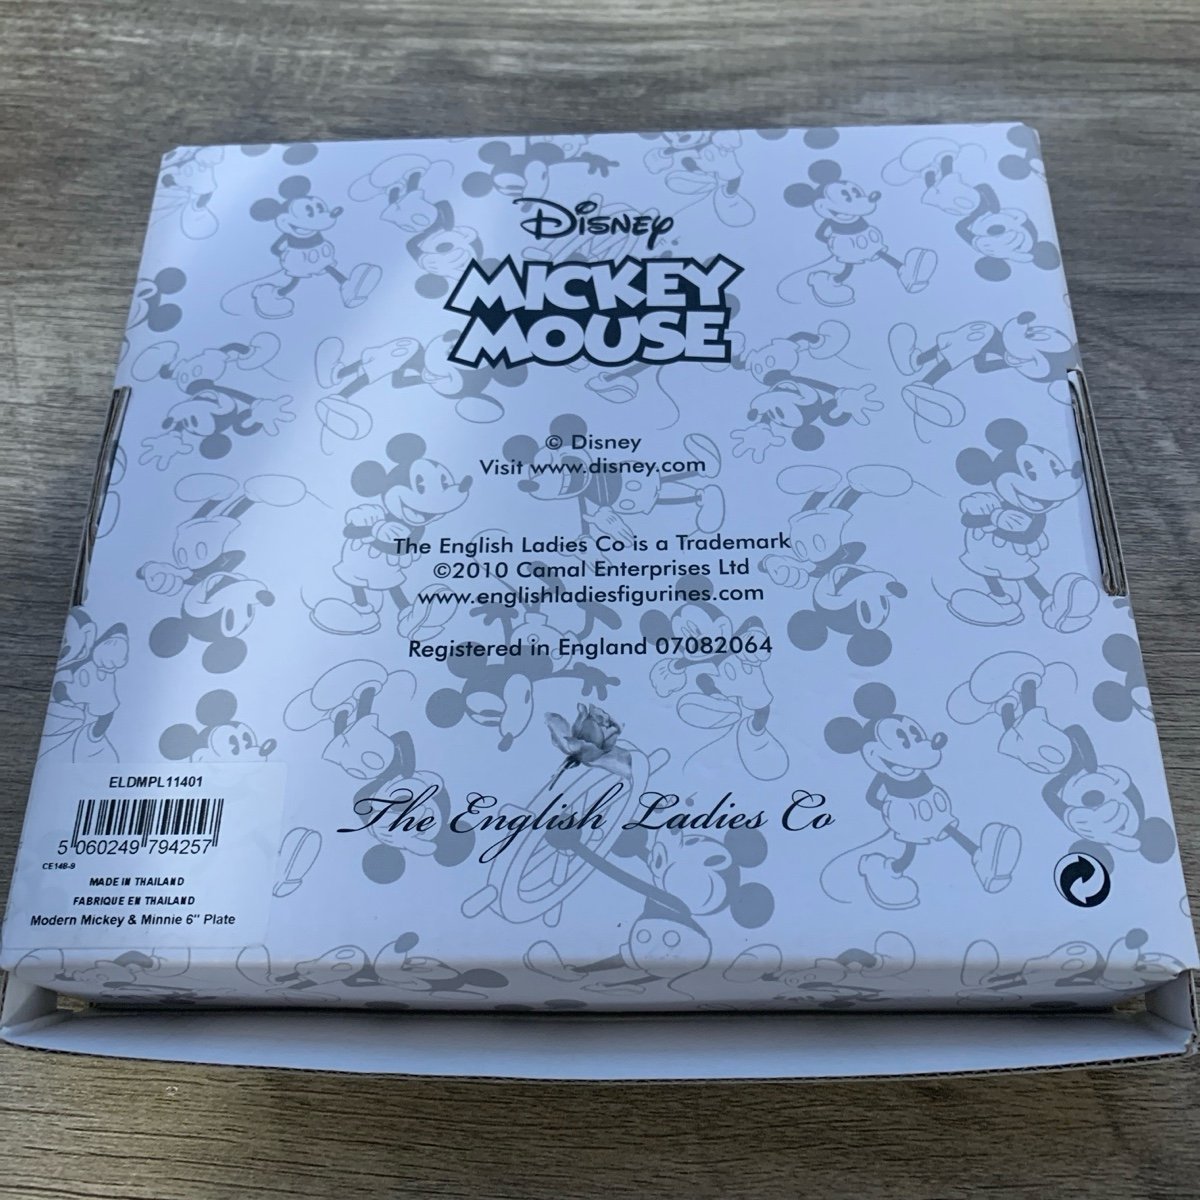 Disney
MICKEY
MOUSE
© Disney
Visit www.disney.com
The English Ladies Co is a Trademark
©2010 Camal Enterprises Ltd
www.englishladiesfigurines.com
Registered in England 07082064
The English Ladies Co
ELDMPL11401
5 060249 794257
CE14B-9
MADE IN THAILAND
FABRIQUE EN THAILAND
Modern Mickey & Minnie 6" Plate